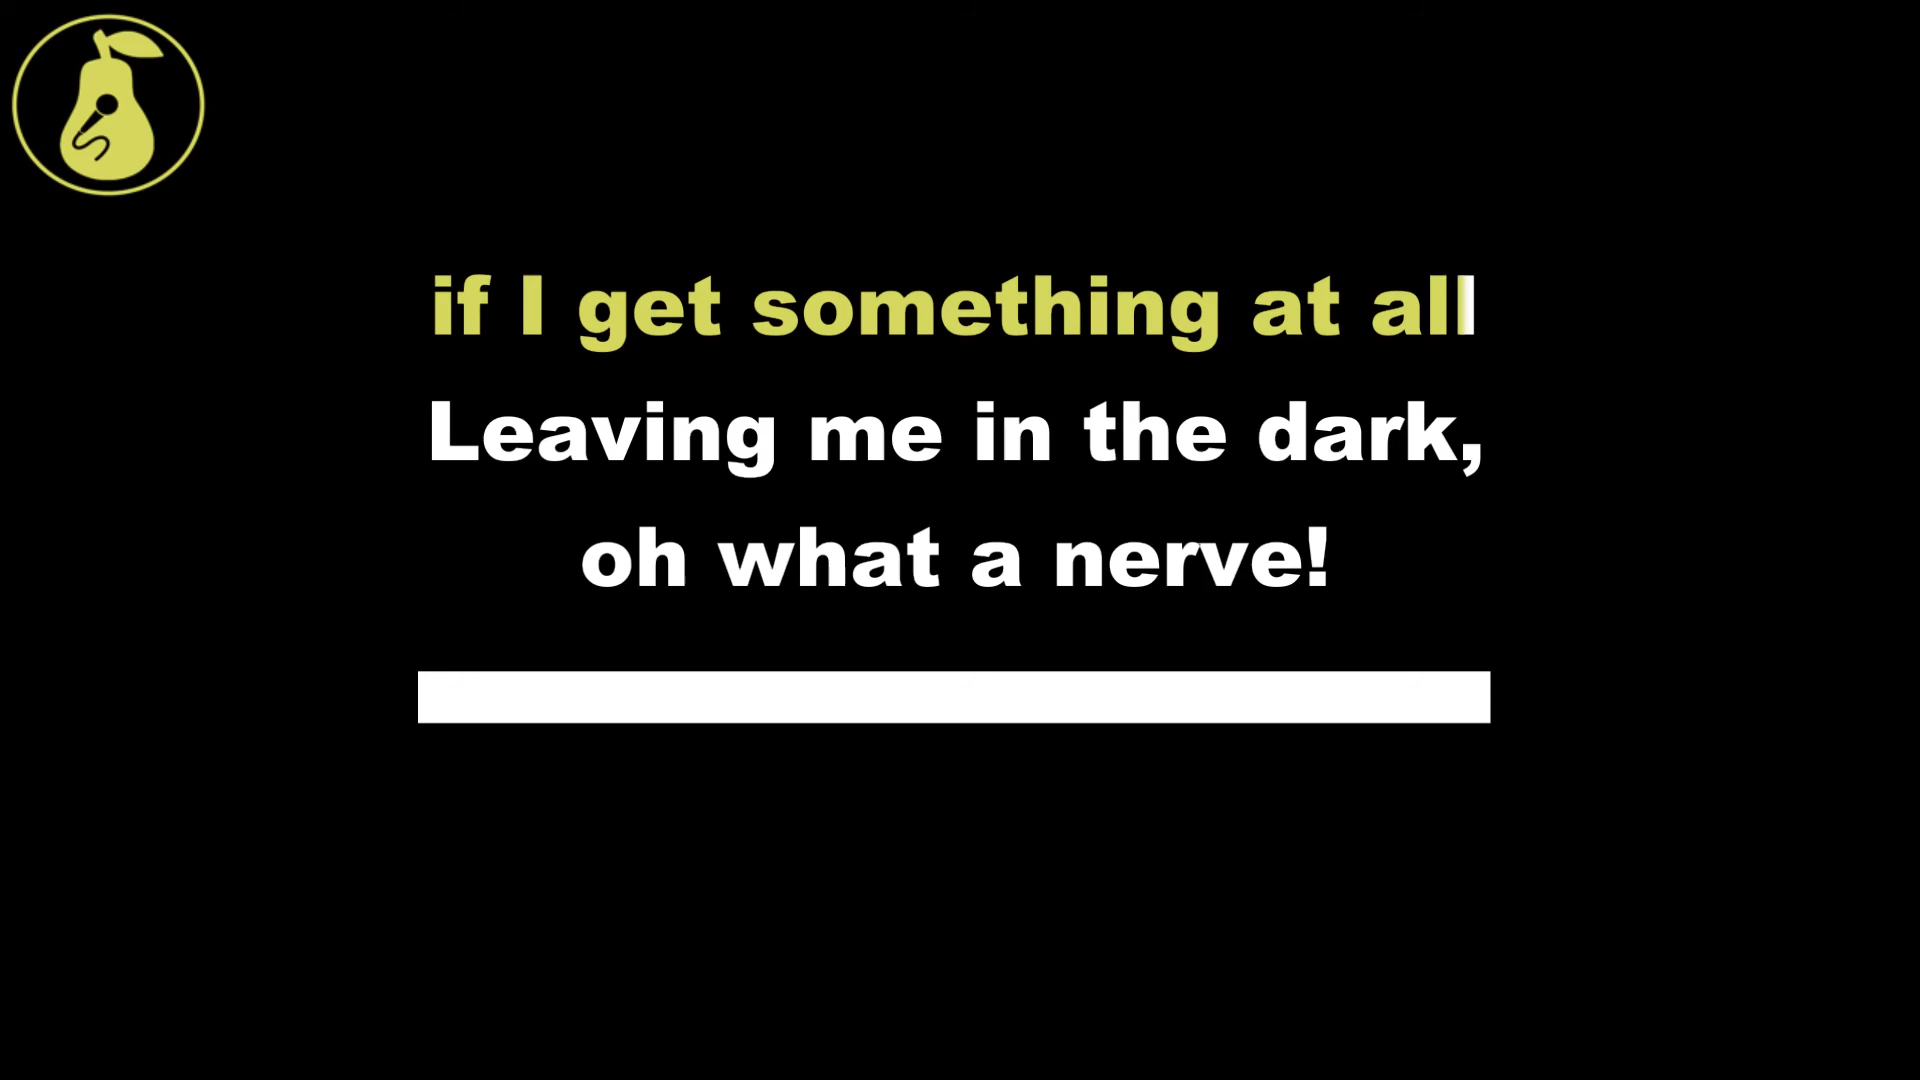 if I get something at all
Leaving me in the dark,
oh what a nerve!